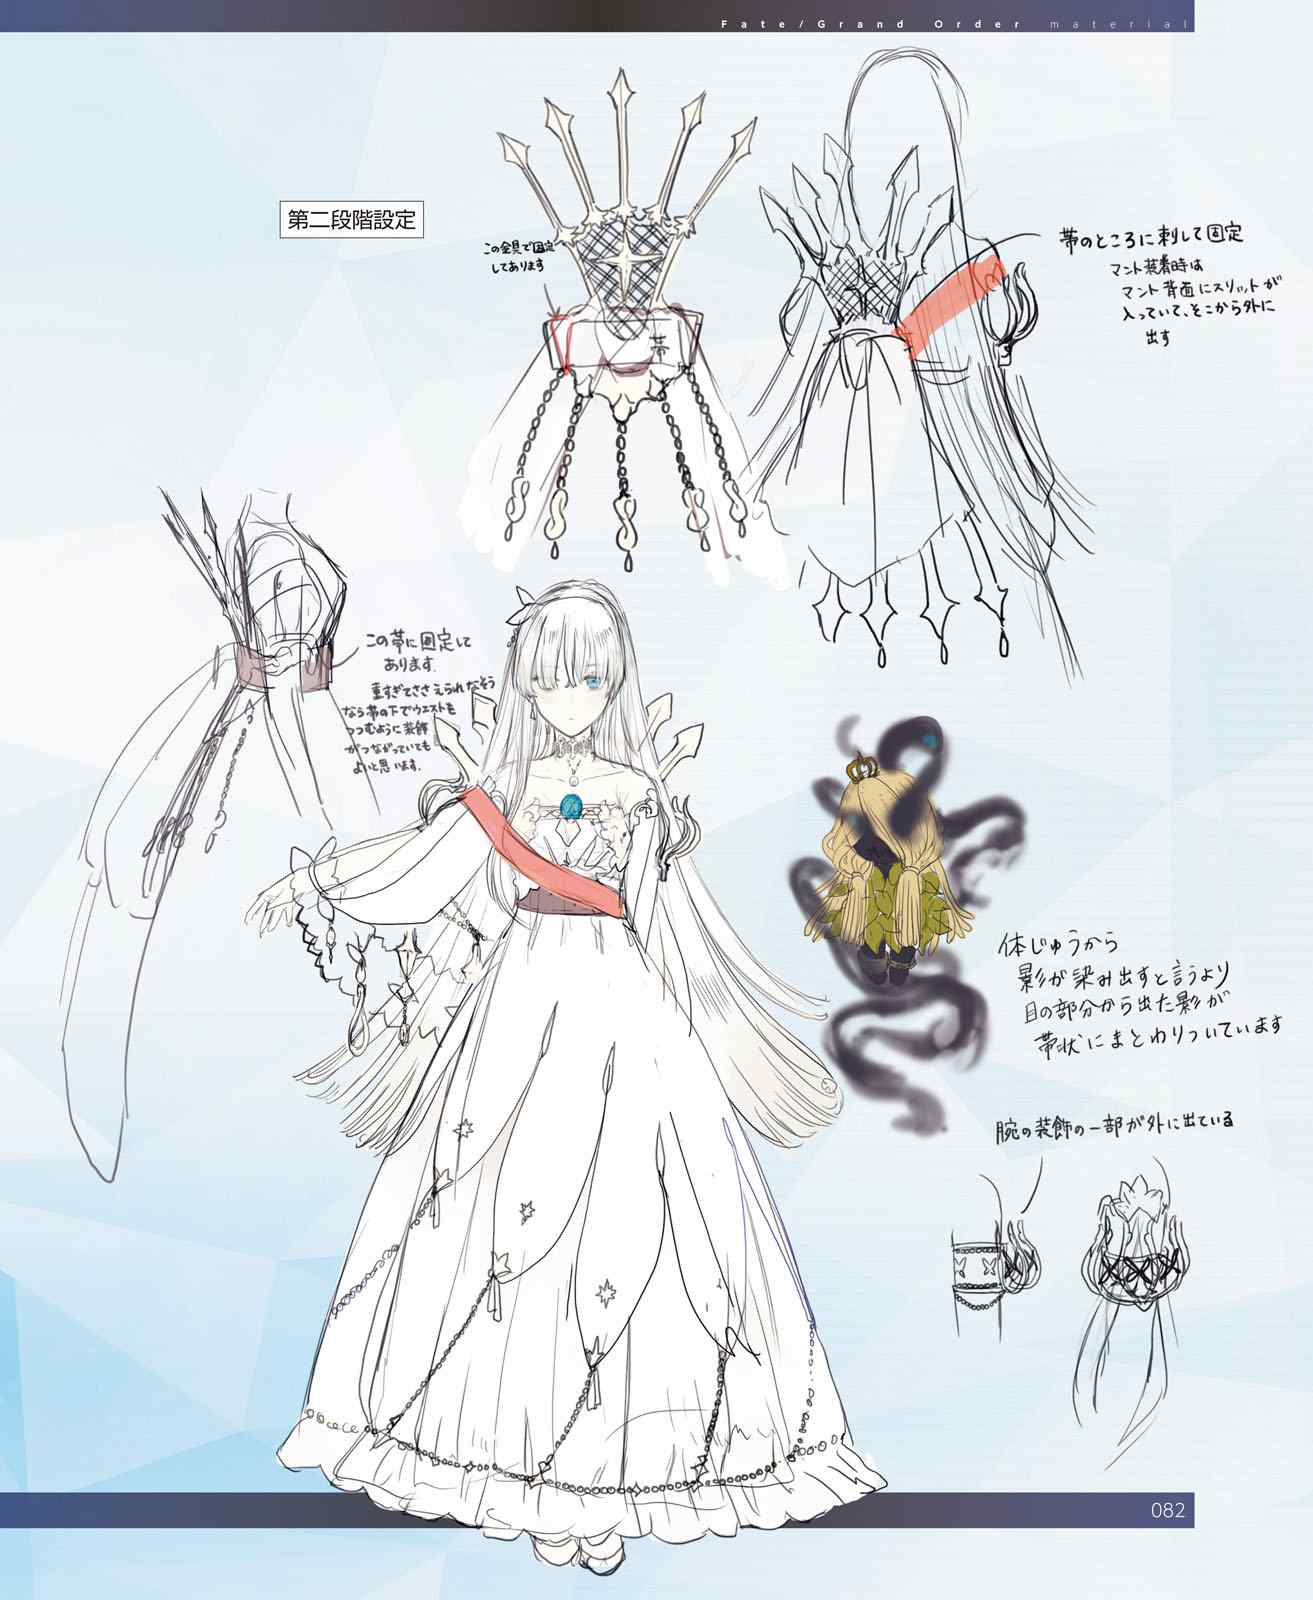 Fate/Grand Order material
第二段階設定
この金具で固定
してあります
帯
帯のところに刺して固定
マント装着時は
マント背面にスリットが
入っていて、そこから外に
出す
この帯に固定して
あります
重すぎてささえられなそう
なら帯の下でウエストも
つつむように装飾
がつながっていても
よいと思います。
体じゅうから
影が染み出すと言うより
目の部分から出た影が
帯状にまとわりついています
腕の装飾の一部が外に出ている
082